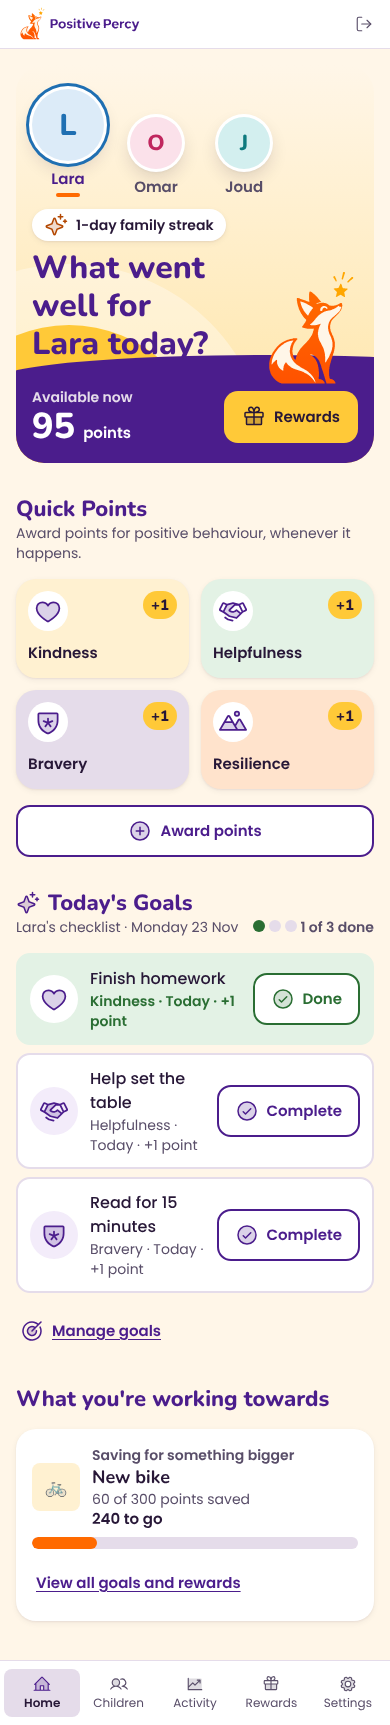 Positive Percy
L
O
J
Lara
Omar
Joud
1-day family streak
What went
well for
Lara today?
Available now
95 points
Rewards
Quick Points
Award points for positive behaviour, whenever it
happens.
+1
Kindness
+1
Helpfulness
+1
Bravery
+1
Resilience
Award points
Today's Goals
Lara's checklist · Monday 23 Nov
1 of 3 done
Finish homework
Kindness · Today · +1
point
Done
Help set the
table
Helpfulness ·
Today · +1 point
Complete
Read for 15
minutes
Bravery · Today ·
+1 point
Complete
Manage goals
What you're working towards
Saving for something bigger
New bike
60 of 300 points saved
240 to go
View all goals and rewards
Home
Children
Activity
Rewards
Settings